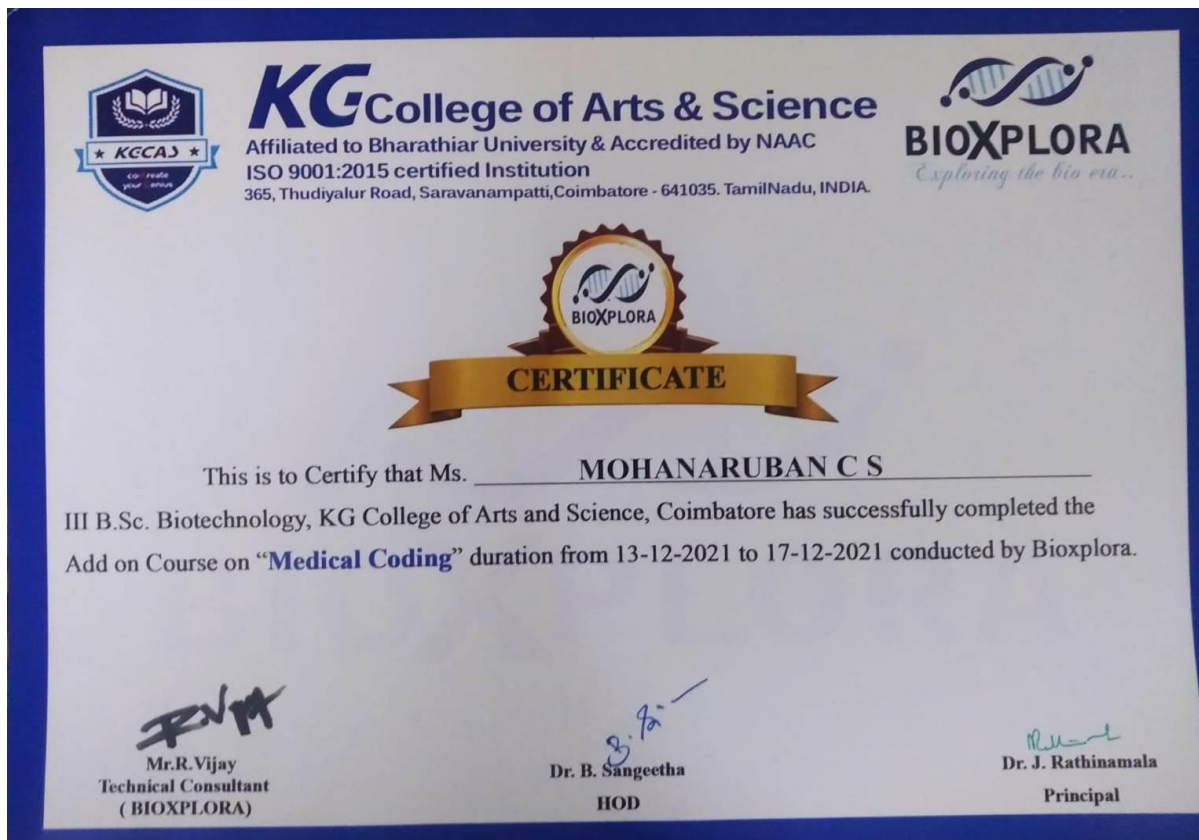 KGCAS
co-create
your Genius
KG College of Arts & Science
Affiliated to Bharathiar University & Accredited by NAAC
ISO 9001:2015 certified Institution
365, Thudiyalur Road, Saravanampatti,Coimbatore - 641035. TamilNadu, INDIA.
BIOXPLORA
Exploring the bio era..
BIOXPLORA
CERTIFICATE
This is to Certify that Ms. MOHANARUBAN C S
III B.Sc. Biotechnology, KG College of Arts and Science, Coimbatore has successfully completed the
Add on Course on “Medical Coding” duration from 13-12-2021 to 17-12-2021 conducted by Bioxplora.
Mr.R.Vijay
Technical Consultant
( BIOXPLORA)
Dr. B. Sangeetha
HOD
Dr. J. Rathinamala
Principal